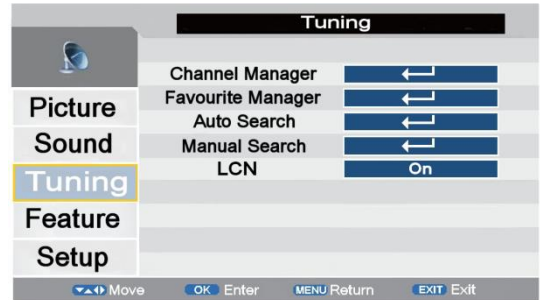 Tuning
Channel Manager
Favourite Manager
Auto Search
Manual Search
LCN On
Picture
Sound
Tuning
Feature
Setup
Move OK Enter MENU Return EXIT Exit